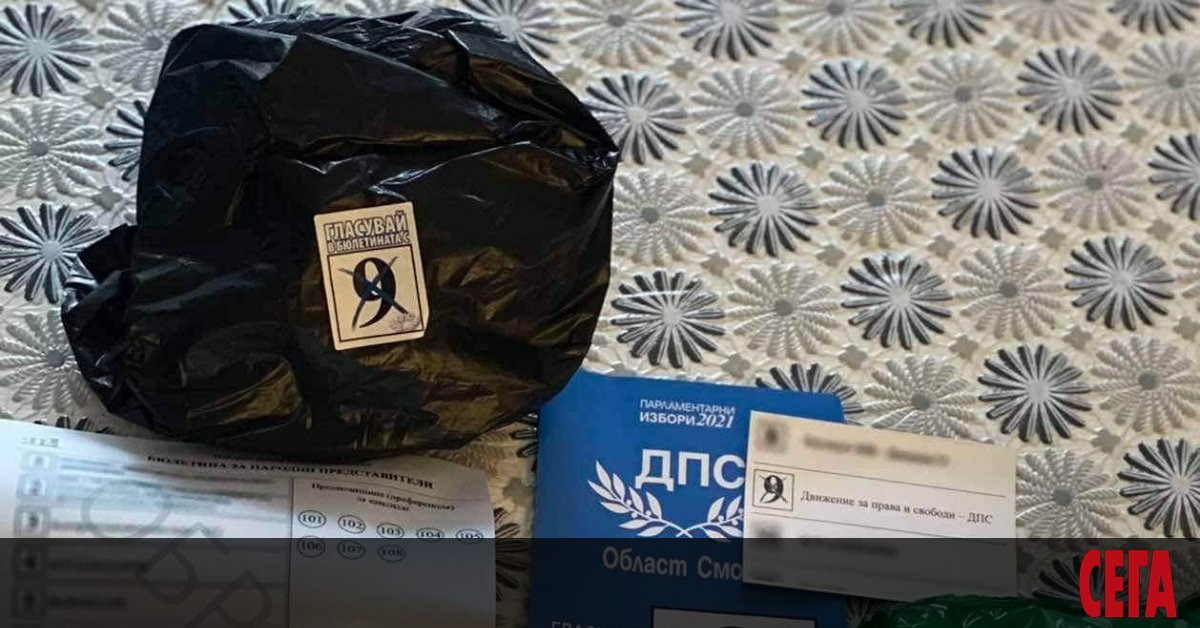 ГЛАСУВАЙ
В БЮЛЕТИНАТА С
9
ПАРЛАМЕНТАРНИ
ИЗБОРИ 2021
ДПС
Област Смо
9 Движение за права и свободи – ДПС
БЮЛЕТИНА ЗА НАРОДНИ ПРЕДСТАВИТЕЛИ
Предпочитание (преференция)
за кандидат
101 102 103 104 105
106 107 108
СЕГА